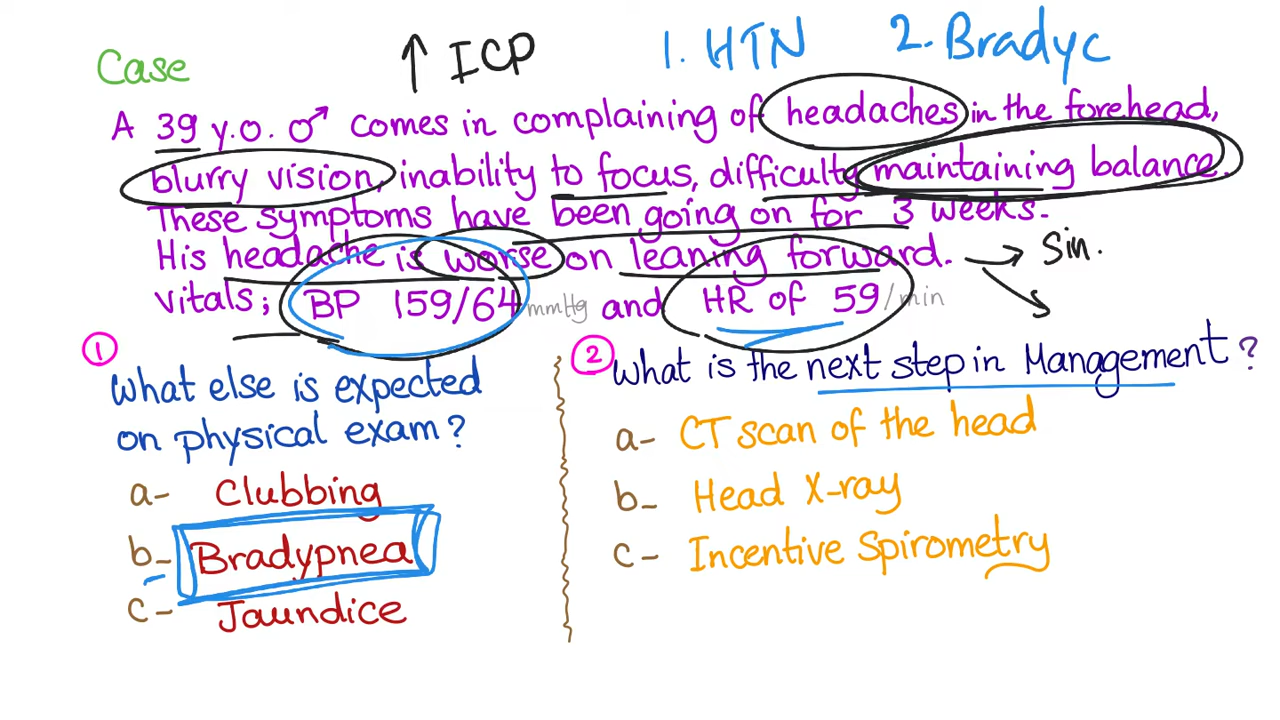 Case
↑ ICP
1. HTN
2. Bradyc
A 39 y.o. ♂ comes in complaining of headaches in the forehead,
blurry vision, inability to focus, difficulty maintaining balance.
These symptoms have been going on for 3 weeks.
His headache is worse on leaning forward. → Sin.
vitals; BP 159/64 mmHg and HR of 59/min
① What else is expected
on physical exam?
a- Clubbing
b- Bradypnea
c- Jaundice
② What is the next step in Management?
a- CT scan of the head
b- Head X-ray
c- Incentive Spirometry